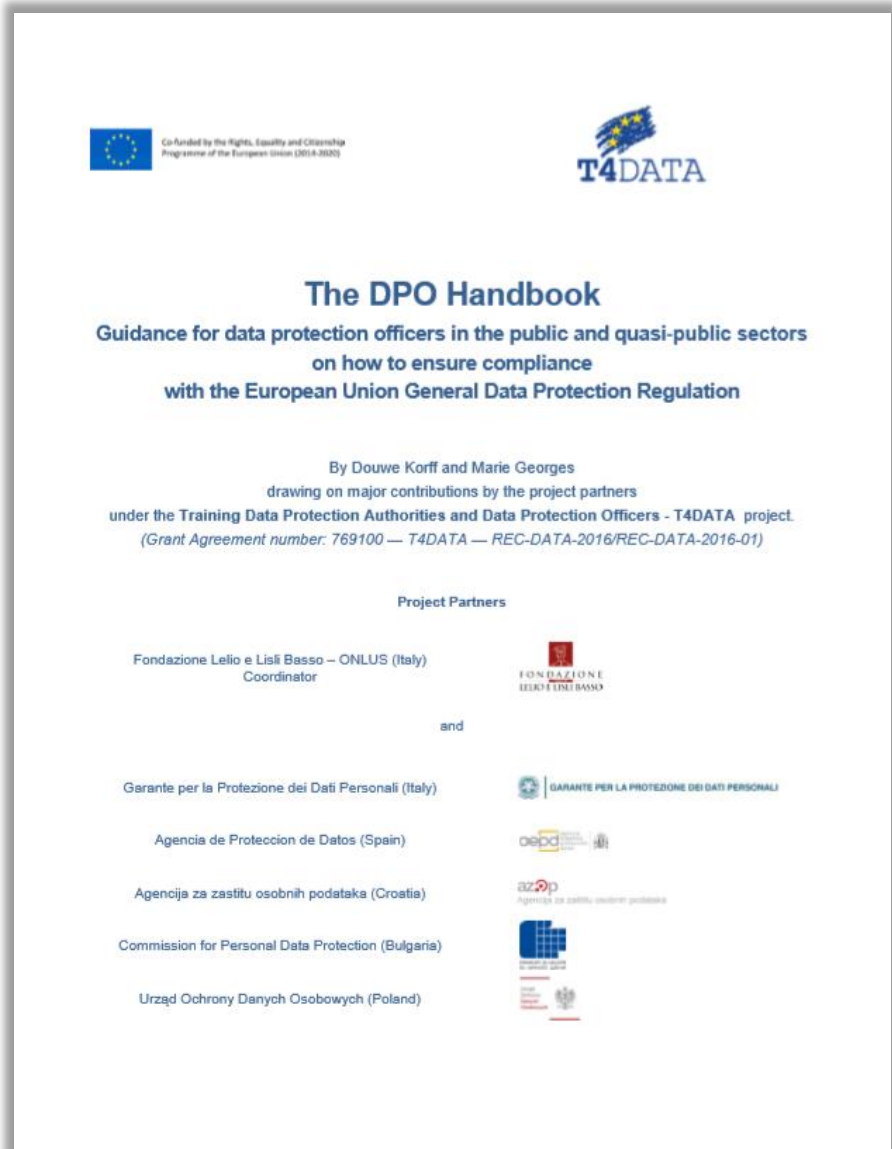 Co-funded by the Rights, Equality and Citizenship
Programme of the European Union (2014-2020)
T4DATA
The DPO Handbook
Guidance for data protection officers in the public and quasi-public sectors
on how to ensure compliance
with the European Union General Data Protection Regulation
By Douwe Korff and Marie Georges
drawing on major contributions by the project partners
under the Training Data Protection Authorities and Data Protection Officers - T4DATA project.
(Grant Agreement number: 769100 — T4DATA — REC-DATA-2016/REC-DATA-2016-01)
Project Partners
Fondazione Lelio e Lisli Basso – ONLUS (Italy)
Coordinator
FONDAZIONE
LELIO E LISLI BASSO
and
Garante per la Protezione dei Dati Personali (Italy)
GARANTE PER LA PROTEZIONE DEI DATI PERSONALI
Agencia de Proteccion de Datos (Spain)
aepd
Agencija za zastitu osobnih podataka (Croatia)
azop
Agencija za zaštitu osobnih podataka
Commission for Personal Data Protection (Bulgaria)
Urząd Ochrony Danych Osobowych (Poland)